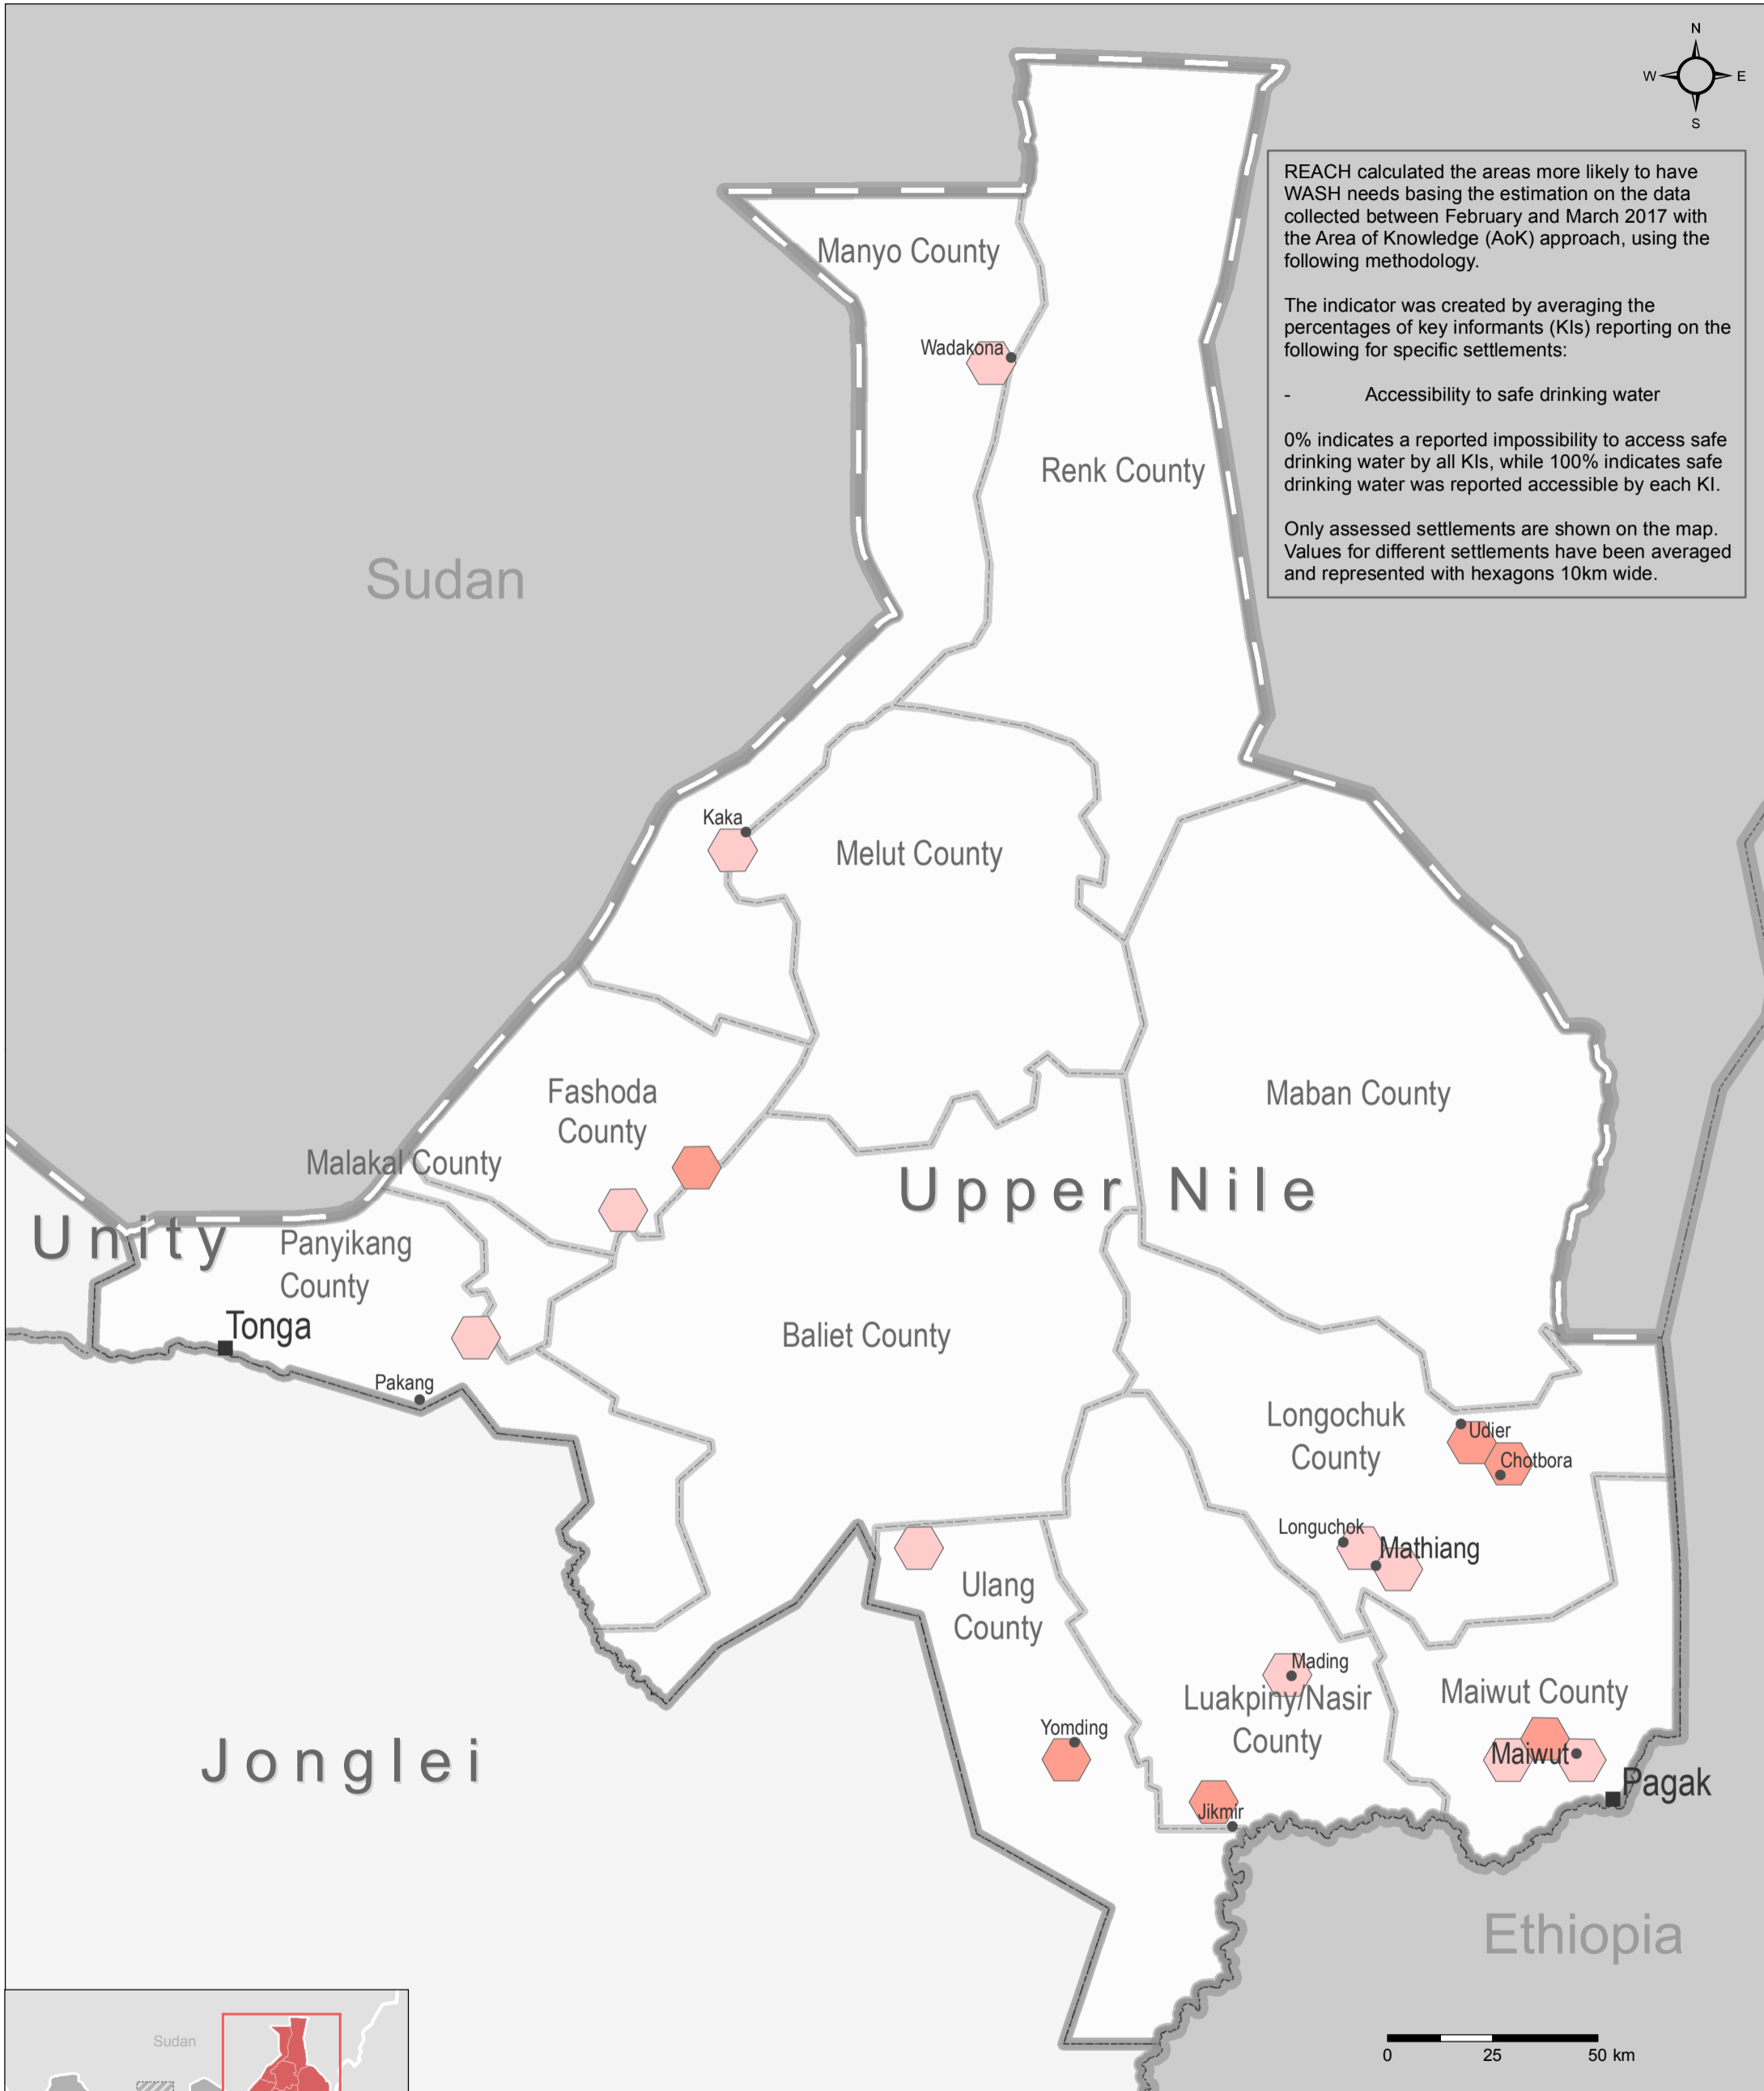 N
W E
S
REACH calculated the areas more likely to have
WASH needs basing the estimation on the data
collected between February and March 2017 with
the Area of Knowledge (AoK) approach, using the
following methodology.
The indicator was created by averaging the
percentages of key informants (KIs) reporting on the
following for specific settlements:
- Accessibility to safe drinking water
0% indicates a reported impossibility to access safe
drinking water by all KIs, while 100% indicates safe
drinking water was reported accessible by each KI.
Only assessed settlements are shown on the map.
Values for different settlements have been averaged
and represented with hexagons 10km wide.
Manyo County
Wadakona
Renk County
Sudan
Kaka
Melut County
Fashoda
County
Maban County
Malakal County
Upper Nile
Unity
Panyikang
County
Tonga
Baliet County
Pakang
Longochuk
County
Udier
Chotbora
Longuchok
Mathiang
Ulang
County
Mading
Luakpiny/Nasir
County
Maiwut County
Yomding
Maiwut
Jonglei
Pagak
Jikmir
Ethiopia
Sudan
0 25 50 km